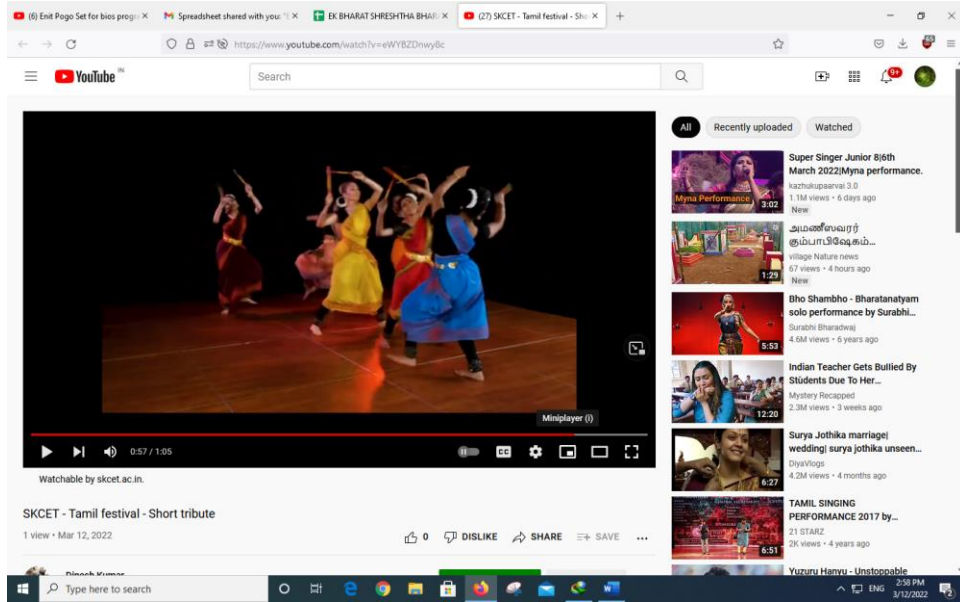 (6) Enit Pogo Set for bios progra
Spreadsheet shared with you: "E
EK BHARAT SHRESHTHA BHAR
(27) SKCET - Tamil festival - Sho
https://www.youtube.com/watch?v=eWYBZDnwyBc
65
YouTube IN
Search
9+
All
Recently uploaded
Watched
Myna Performance
3:02
Super Singer Junior 8|6th
March 2022|Myna performance.
kazhukupaarvai 3.0
1.1M views • 6 days ago
New
1:29
அமணீஸ்வரர்
கும்பாபிஷேகம்...
village Nature news
67 views • 4 hours ago
New
5:53
Bho Shambho - Bharatanatyam
solo performance by Surabhi...
Surabhi Bharadwaj
4.6M views • 6 years ago
12:20
Indian Teacher Gets Bullied By
Students Due To Her...
Mystery Recapped
2.3M views • 3 weeks ago
6:27
Surya Jothika marriage|
wedding| surya jothika unseen...
DiyaVlogs
4.2M views • 4 months ago
6:51
TAMIL SINGING
PERFORMANCE 2017 by...
21 STARZ
2K views • 4 years ago
Yuzuru Hanyu - Unstoppable
Miniplayer (i)
0:57 / 1:05
CC
Watchable by skcet.ac.in.
SKCET - Tamil festival - Short tribute
1 view • Mar 12, 2022
0
DISLIKE
SHARE
SAVE
Dinesh Kumar
Type here to search
ENG
2:58 PM
3/12/2022
2